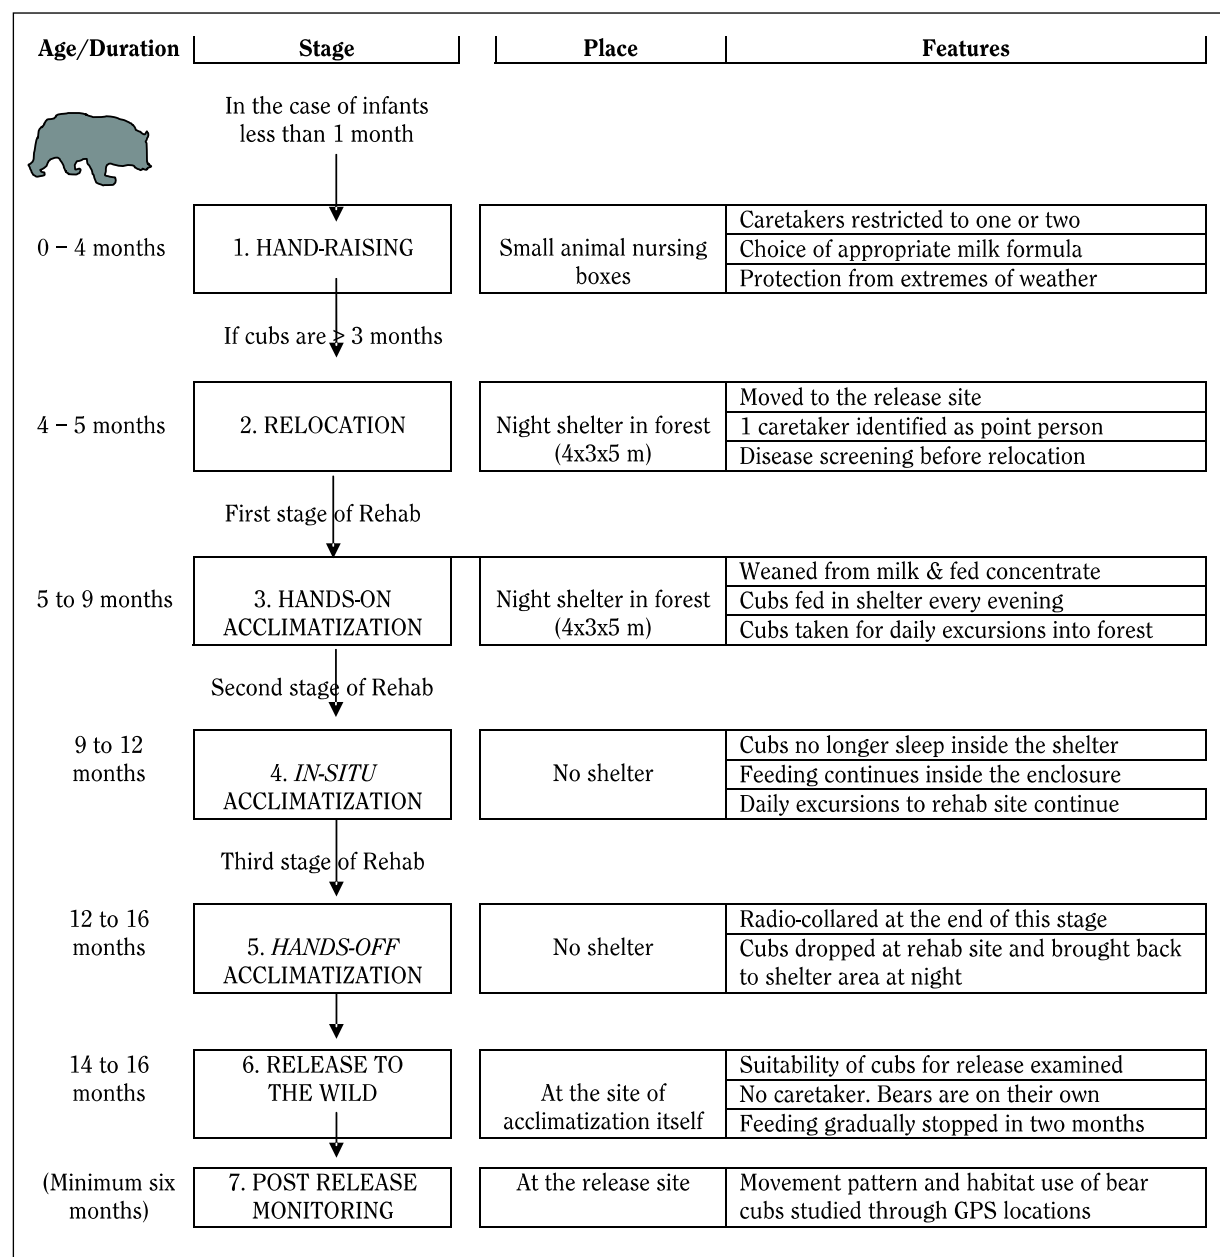 Age/Duration Stage Place Features
In the case of infants
less than 1 month
0 – 4 months
1. HAND-RAISING
Small animal nursing
boxes
Caretakers restricted to one or two
Choice of appropriate milk formula
Protection from extremes of weather
If cubs are > 3 months
4 – 5 months
2. RELOCATION
Night shelter in forest
(4x3x5 m)
Moved to the release site
1 caretaker identified as point person
Disease screening before relocation
First stage of Rehab
5 to 9 months
3. HANDS-ON
ACCLIMATIZATION
Night shelter in forest
(4x3x5 m)
Weaned from milk & fed concentrate
Cubs fed in shelter every evening
Cubs taken for daily excursions into forest
Second stage of Rehab
9 to 12
months
4. IN-SITU
ACCLIMATIZATION
No shelter
Cubs no longer sleep inside the shelter
Feeding continues inside the enclosure
Daily excursions to rehab site continue
Third stage of Rehab
12 to 16
months
5. HANDS-OFF
ACCLIMATIZATION
No shelter
Radio-collared at the end of this stage
Cubs dropped at rehab site and brought back
to shelter area at night
14 to 16
months
6. RELEASE TO
THE WILD
At the site of
acclimatization itself
Suitability of cubs for release examined
No caretaker. Bears are on their own
Feeding gradually stopped in two months
(Minimum six
months)
7. POST RELEASE
MONITORING
At the release site
Movement pattern and habitat use of bear
cubs studied through GPS locations